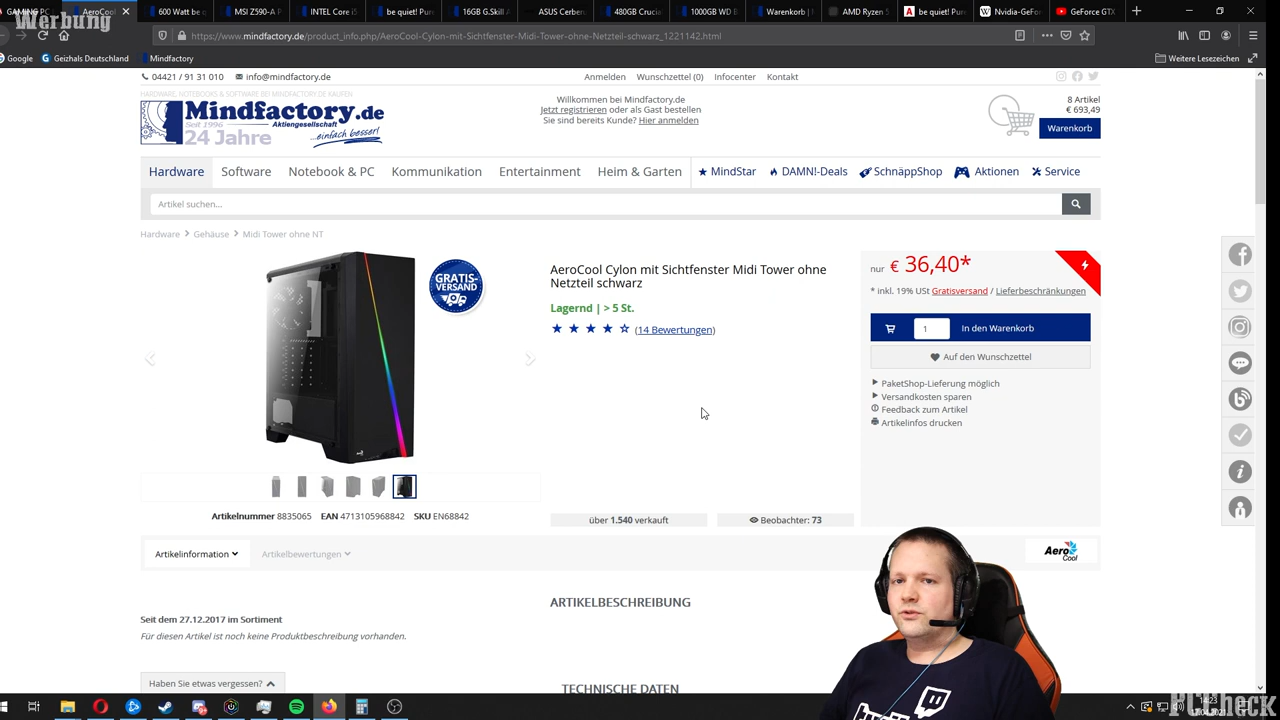 GAMING PC
AeroCool
600 Watt be q
MSI Z590-A P
INTEL Core i5
be quiet! Pure
16GB G.Skill
ASUS Cerberu
480GB Crucia
1000GB WD B
Warenkorb
AMD Ryzen 5
be quiet! Pure
Nvidia-GeFor
GeForce GTX
Werbung
https://www.mindfactory.de/product_info.php/AeroCool-Cylon-mit-Sichtfenster-Midi-Tower-ohne-Netzteil-schwarz_1221142.html
Google
Geizhals Deutschland
Mindfactory
Weitere Lesezeichen
04421 / 91 31 010
info@mindfactory.de
Anmelden
Wunschzettel (0)
Infocenter
Kontakt
HARDWARE, NOTEBOOKS & SOFTWARE BEI MINDFACTORY.DE KAUFEN
Mindfactory.de
Seit 1996
Aktiengesellschaft
24 Jahre
...einfach besser!
Willkommen bei Mindfactory.de
Jetzt registrieren oder als Gast bestellen
Sie sind bereits Kunde? Hier anmelden
8 Artikel
€ 693,49
Warenkorb
Hardware
Software
Notebook & PC
Kommunikation
Entertainment
Heim & Garten
MindStar
DAMN!-Deals
SchnäppShop
Aktionen
Service
Artikel suchen...
Hardware
Gehäuse
Midi Tower ohne NT
GRATIS-
VERSAND
AeroCool Cylon mit Sichtfenster Midi Tower ohne
Netzteil schwarz
Lagernd | > 5 St.
(14 Bewertungen)
nur € 36,40*
* inkl. 19% USt Gratisversand / Lieferbeschränkungen
1
In den Warenkorb
Auf den Wunschzettel
PaketShop-Lieferung möglich
Versandkosten sparen
Feedback zum Artikel
Artikelinfos drucken
Artikelnummer 8835065 EAN 4713105968842 SKU EN68842
über 1.540 verkauft
Beobachter: 73
Artikelinformation
Artikelbewertungen
Aero
Cool
ARTIKELBESCHREIBUNG
Seit dem 27.12.2017 im Sortiment
Für diesen Artikel ist noch keine Produktbeschreibung vorhanden.
Haben Sie etwas vergessen?
TECHNISCHE DATEN
14:23
PCHeck